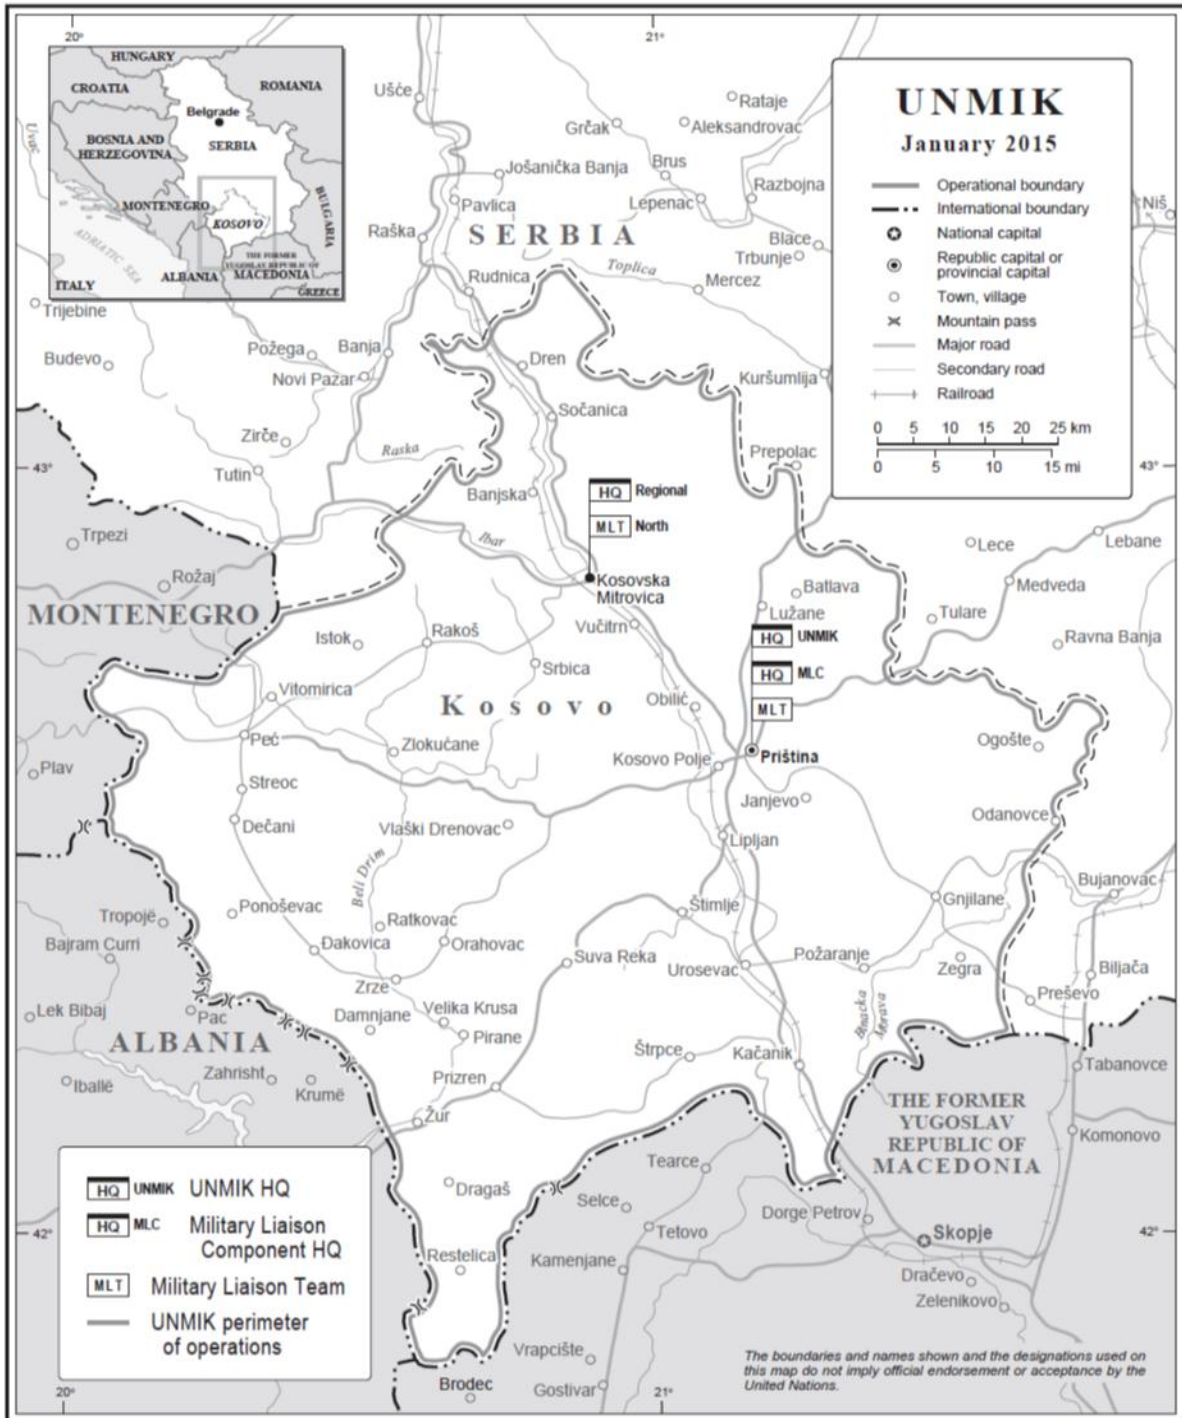 20°
21°
HUNGARY
CROATIA
ROMANIA
Belgrade
BOSNIA AND
HERZEGOVINA
SERBIA
MONTENEGRO
KOSOVO
BULGARIA
ADRIATIC SEA
THE FORMER
YUGOSLAV REPUBLIC OF
MACEDONIA
ALBANIA
ITALY
GREECE
Uvac
UNMIK
January 2015
Operational boundary
International boundary
National capital
Republic capital or
provincial capital
Town, village
Mountain pass
Major road
Secondary road
Railroad
0 5 10 15 20 25 km
0 5 10 15 mi
Ušće
Rataje
Grčak
Aleksandrovac
Jošanička Banja
Brus
Razbojna
Pavlica
Lepenac
Niš
Raška
SERBIA
Blace
Trbunje
Toplica
Rudnica
Mercez
Trijebine
Budevo
Požega
Banja
Novi Pazar
Dren
Kuršumlija
Sočanica
Zirče
Raska
Tutin
43°
43°
Prepolac
Banjska
HQ Regional
MLT North
Trpezi
Ibar
Lece
Lebane
Rožaj
Kosovska
Mitrovica
Batlava
Medveda
MONTENEGRO
Lužane
Tulare
Vučitrn
Istok
Rakoš
HQ UNMIK
Ravna Banja
Srbica
HQ MLC
Vitomirica
Kosovo
Obilić
MLT
Peć
Zlokućane
Ogošte
Kosovo Polje
Priština
Plav
Streoc
Janjevo
Dečani
Vlaški Drenovac
Odanovce
Lipljan
Beli Drim
Bujanovac
Ponoševac
Štimlje
Gnjilane
Tropojë
Ratkovac
Bajram Curri
Đakovica
Orahovac
Suva Reka
Urosevac
Požaranje
Zegra
Biljača
Zrze
Preševo
Lek Bibaj
Pac
Damnjane
Velika Krusa
Morava
ALBANIA
Pirane
Štrpce
Kačanik
Iballë
Zahrisht
Krumë
Prizren
Tabanovce
Žur
THE FORMER
YUGOSLAV
REPUBLIC OF
MACEDONIA
Komonovo
HQ UNMIK UNMIK HQ
HQ MLC Military Liaison
Component HQ
MLT Military Liaison Team
UNMIK perimeter
of operations
Tearce
Dragaš
Selce
Dorge Petrov
42°
42°
Tetovo
Skopje
Restelica
Kamenjane
Dračevo
Zelenikovo
Vrapcište
Brodec
Gostivar
The boundaries and names shown and the designations used on
this map do not imply official endorsement or acceptance by the
United Nations.
20°
21°